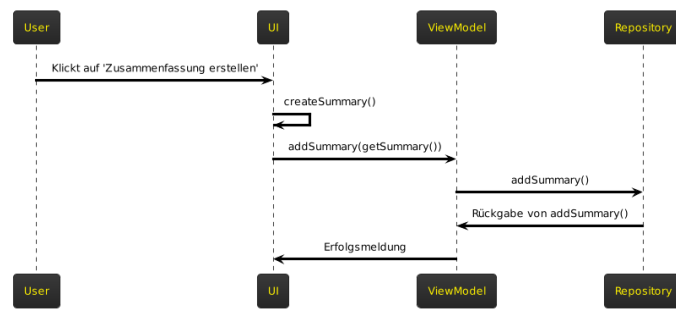 User UI ViewModel Repository
Klickt auf 'Zusammenfassung erstellen'
createSummary()
addSummary(getSummary())
addSummary()
Rückgabe von addSummary()
Erfolgsmeldung
User UI ViewModel Repository